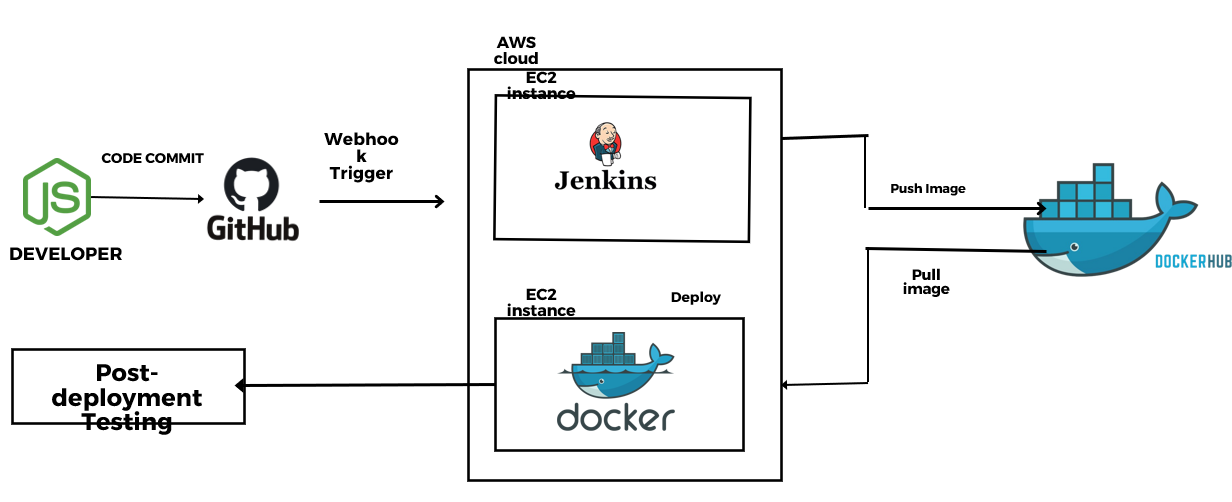 AWS
cloud
EC2
instance
Jenkins
CODE COMMIT
Webhoo
k
Trigger
JS
GitHub
DEVELOPER
Push Image
DOCKERHUB
Pull
image
EC2
instance
Deploy
docker
Post-
deployment
Testing